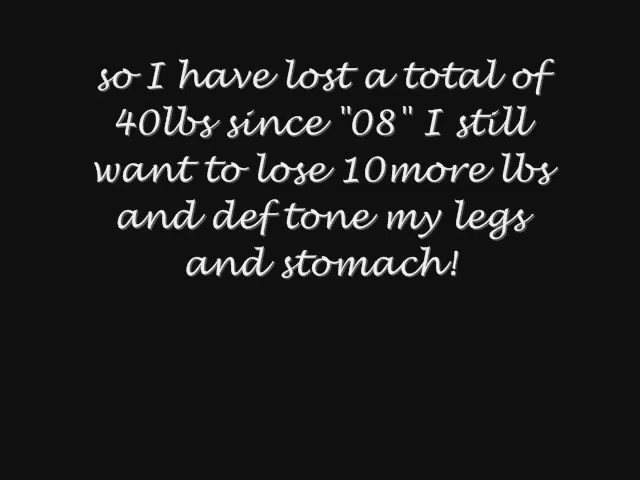 so I have lost a total of
40lbs since "08" I still
want to lose 10more lbs
and def tone my legs
and stomach!